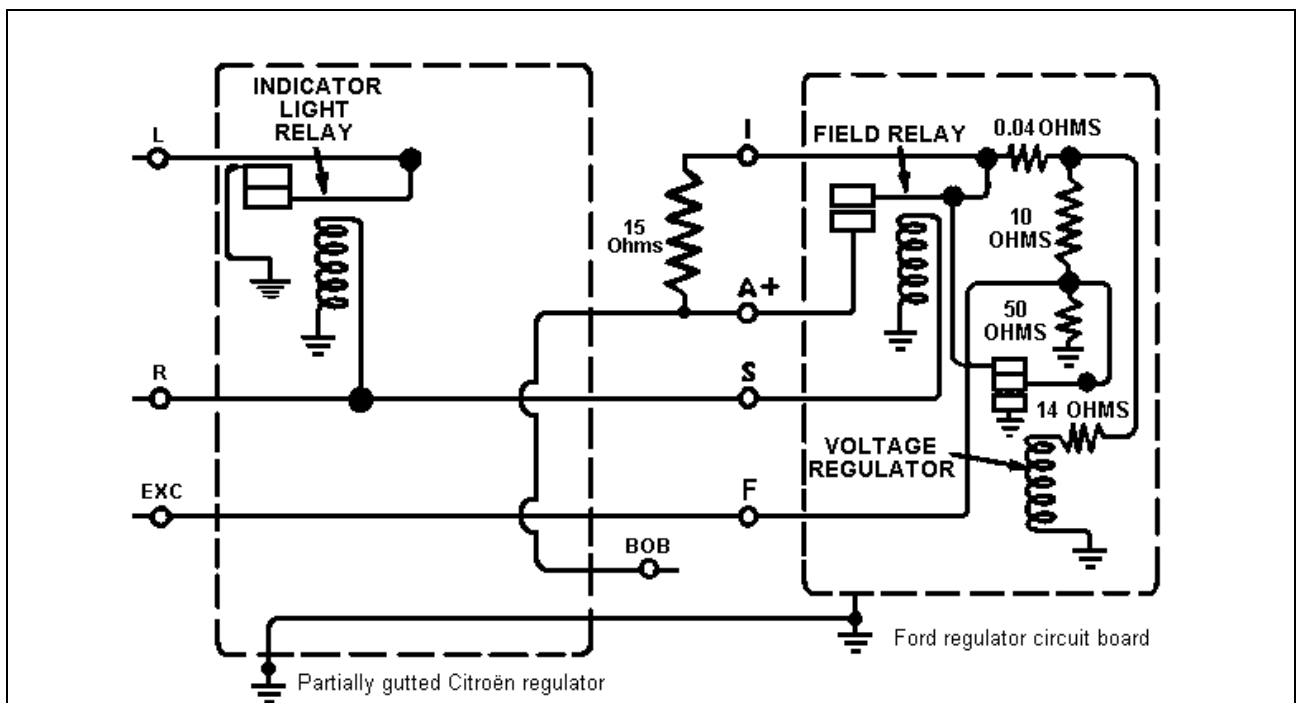 INDICATOR
LIGHT
RELAY
L
I
FIELD RELAY
0.04 OHMS
15
Ohms
10
OHMS
A+
50
OHMS
R
S
14 OHMS
VOLTAGE
REGULATOR
EXC
F
BOB
Ford regulator circuit board
Partially gutted Citroën regulator